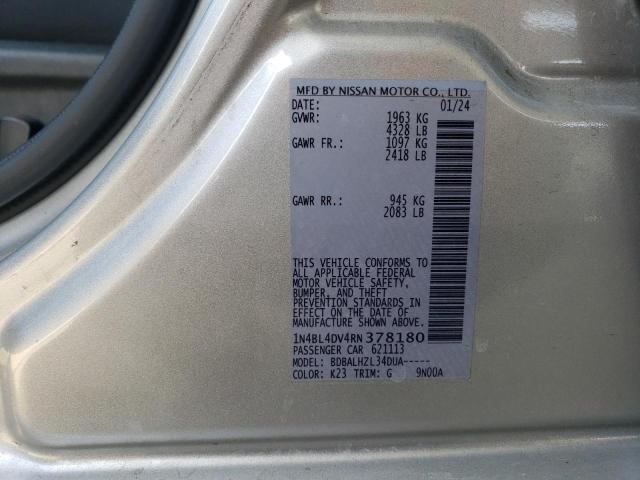 MFD BY NISSAN MOTOR CO., LTD.
DATE: 01/24
GVWR: 1963 KG
4328 LB
GAWR FR.: 1097 KG
2418 LB
GAWR RR.: 945 KG
2083 LB
THIS VEHICLE CONFORMS TO
ALL APPLICABLE FEDERAL
MOTOR VEHICLE SAFETY,
BUMPER, AND THEFT
PREVENTION STANDARDS IN
EFFECT ON THE DATE OF
MANUFACTURE SHOWN ABOVE.
1N4BL4DV4RN378180
PASSENGER CAR 621113
MODEL: BDBALHZL34DUA-----
COLOR: K23 TRIM: G 9N00A